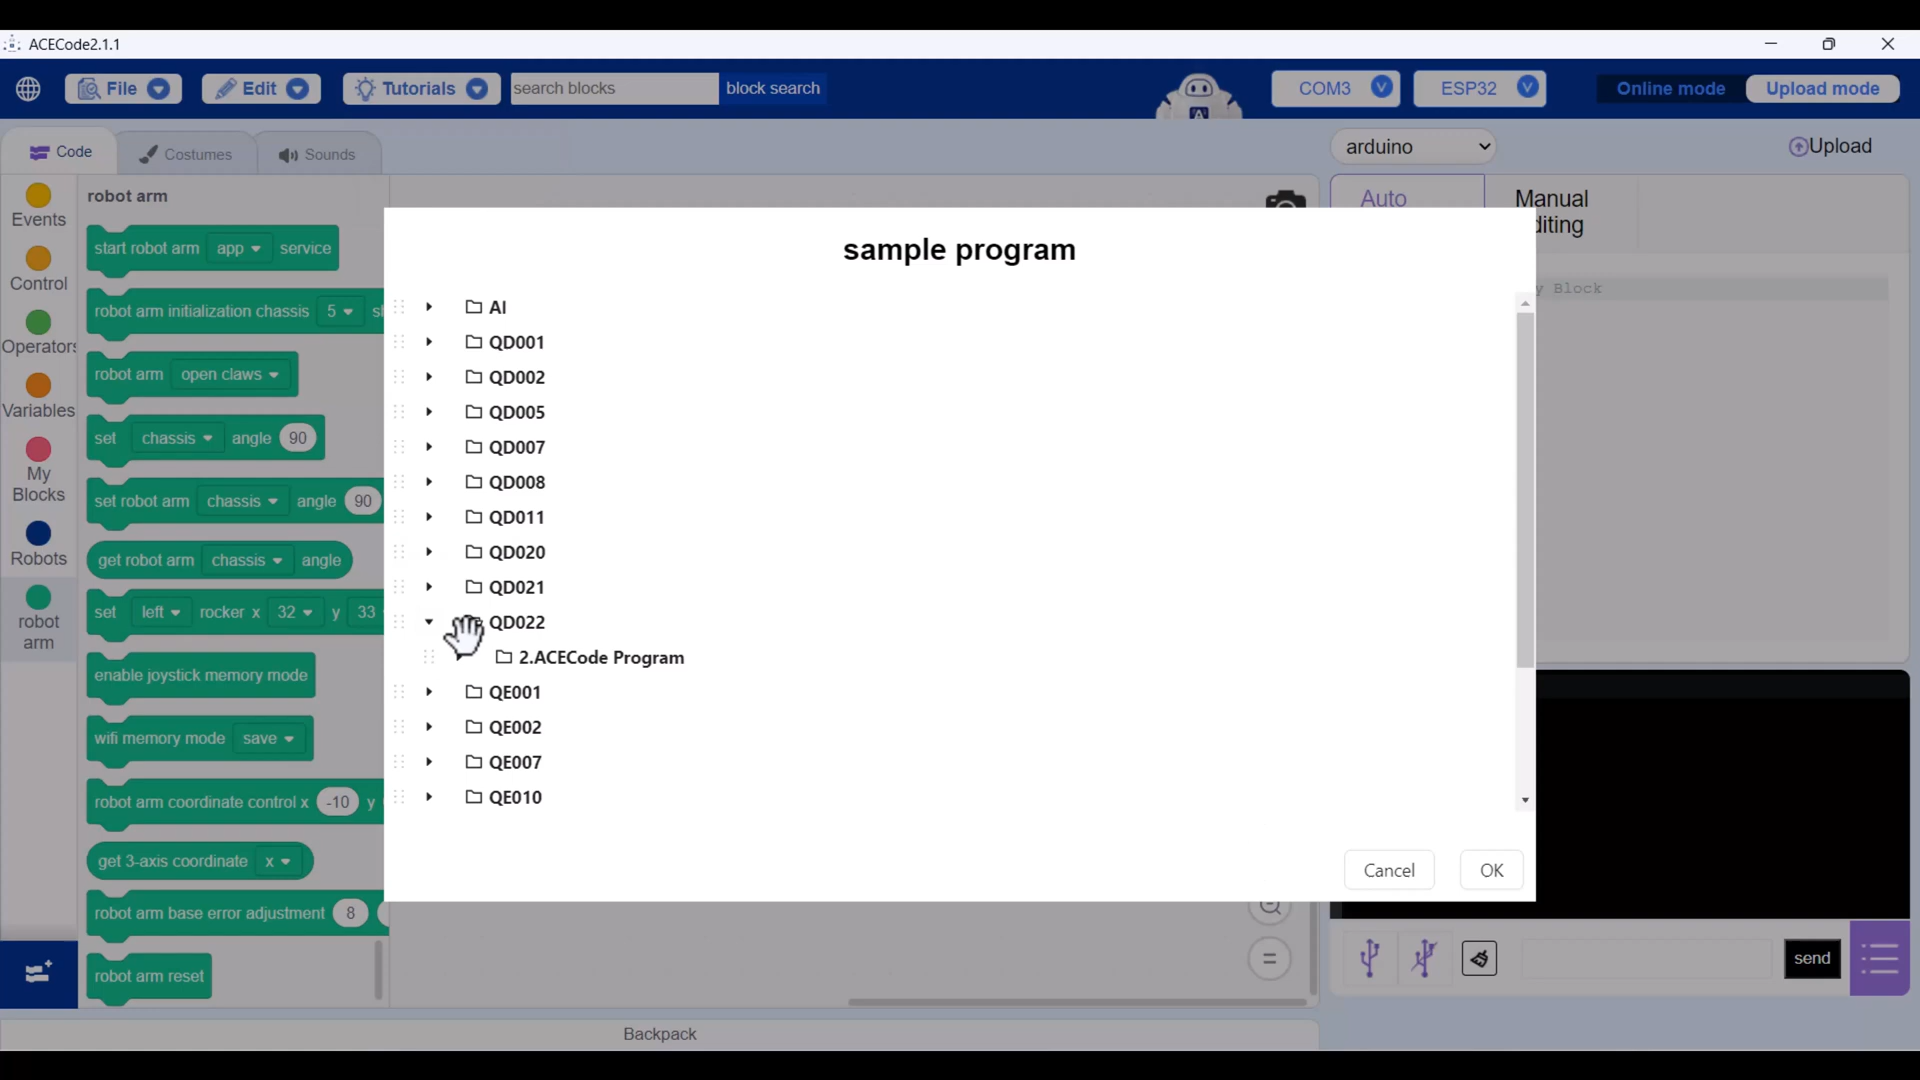 ACECode2.1.1
File
Edit
Tutorials
search blocks
block search
COM3
ESP32
Online mode
Upload mode
Code
Costumes
Sounds
arduino
Upload
Events
Control
Operators
Variables
My
Blocks
Robots
robot
arm
robot arm
start robot arm app service
robot arm initialization chassis 5
robot arm open claws
set chassis angle 90
set robot arm chassis angle 90
get robot arm chassis angle
set left rocker x 32 y 33
enable joystick memory mode
wifi memory mode save
robot arm coordinate control x -10 y
get 3-axis coordinate x
robot arm base error adjustment 8
robot arm reset
Auto
Manual
diting
y Block
sample program
AI
QD001
QD002
QD005
QD007
QD008
QD011
QD020
QD021
QD022
2.ACECode Program
QE001
QE002
QE007
QE010
Cancel
OK
send
Backpack